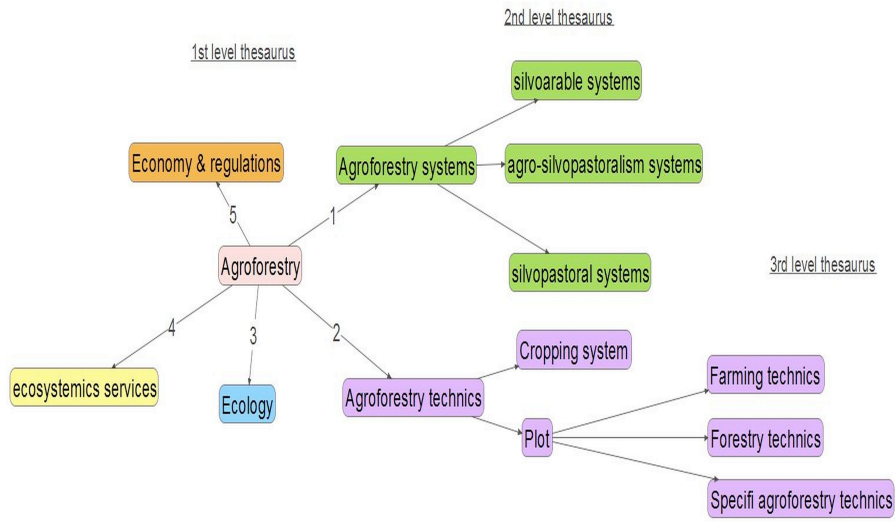 2nd level thesaurus
1st level thesaurus
silvoarable systems
Economy & regulations
Agroforestry systems
agro-silvopastoralism systems
5
1
Agroforestry
silvopastoral systems
3rd level thesaurus
4
3
2
Cropping system
ecosystemics services
Ecology
Agroforestry technics
Farming technics
Plot
Forestry technics
Specifi agroforestry technics